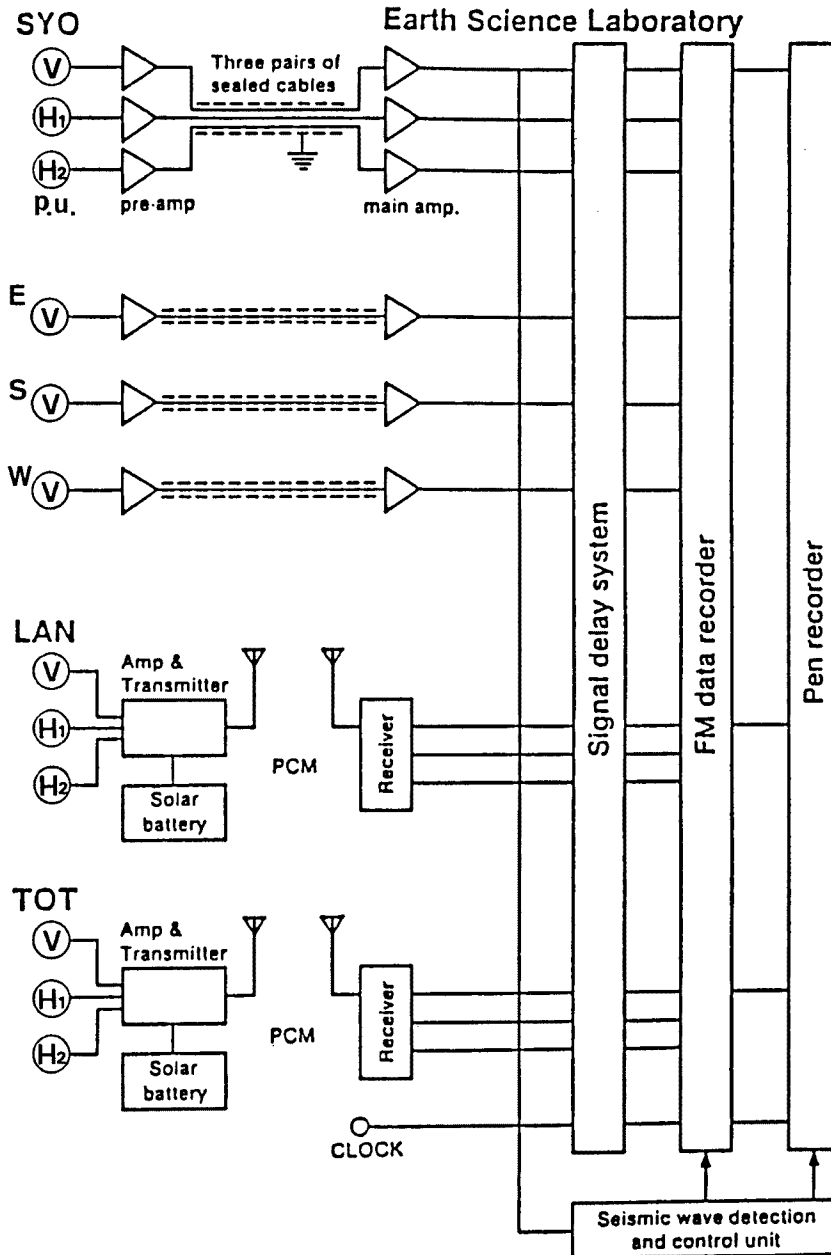 SYO
Earth Science Laboratory
V
Three pairs of
sealed cables
H1
H2
p.u.
pre-amp
main amp.
E
V
S
V
W
V
Signal delay system
FM data recorder
Pen recorder
LAN
V
Amp &
Transmitter
H1
PCM
Receiver
H2
Solar
battery
TOT
V
Amp &
Transmitter
H1
PCM
Receiver
H2
Solar
battery
CLOCK
Seismic wave detection
and control unit